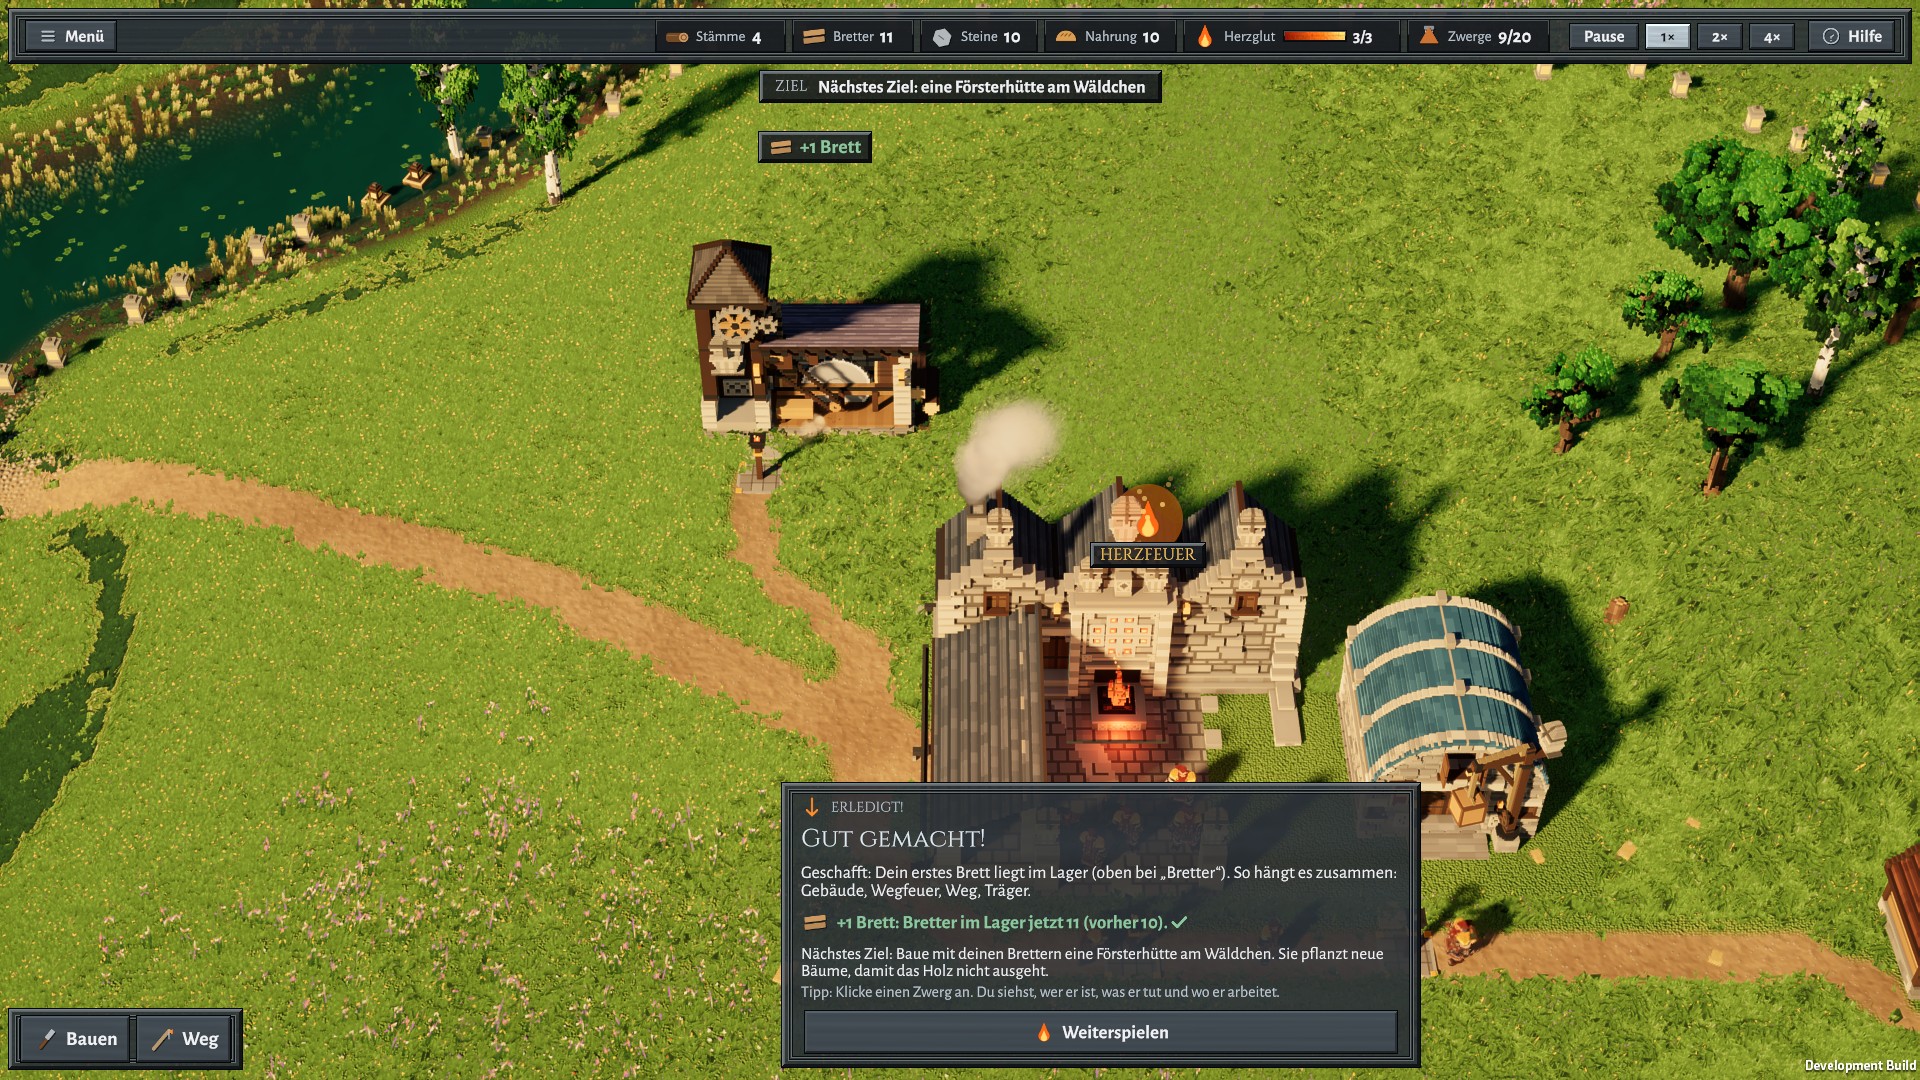 Menü
Stämme 4
Bretter 11
Steine 10
Nahrung 10
Herzglut 3/3
Zwerge 9/20
Pause
1×
2×
4×
Hilfe
ZIEL Nächstes Ziel: eine Försterhütte am Wäldchen
+1 Brett
HERZFEUER
ERLEDIGT!
GUT GEMACHT!
Geschafft: Dein erstes Brett liegt im Lager (oben bei „Bretter“). So hängt es zusammen:
Gebäude, Wegfeuer, Weg, Träger.
+1 Brett: Bretter im Lager jetzt 11 (vorher 10).
Nächstes Ziel: Baue mit deinen Brettern eine Försterhütte am Wäldchen. Sie pflanzt neue
Bäume, damit das Holz nicht ausgeht.
Tipp: Klicke einen Zwerg an. Du siehst, wer er ist, was er tut und wo er arbeitet.
Weiterspielen
Bauen
Weg
Development Build